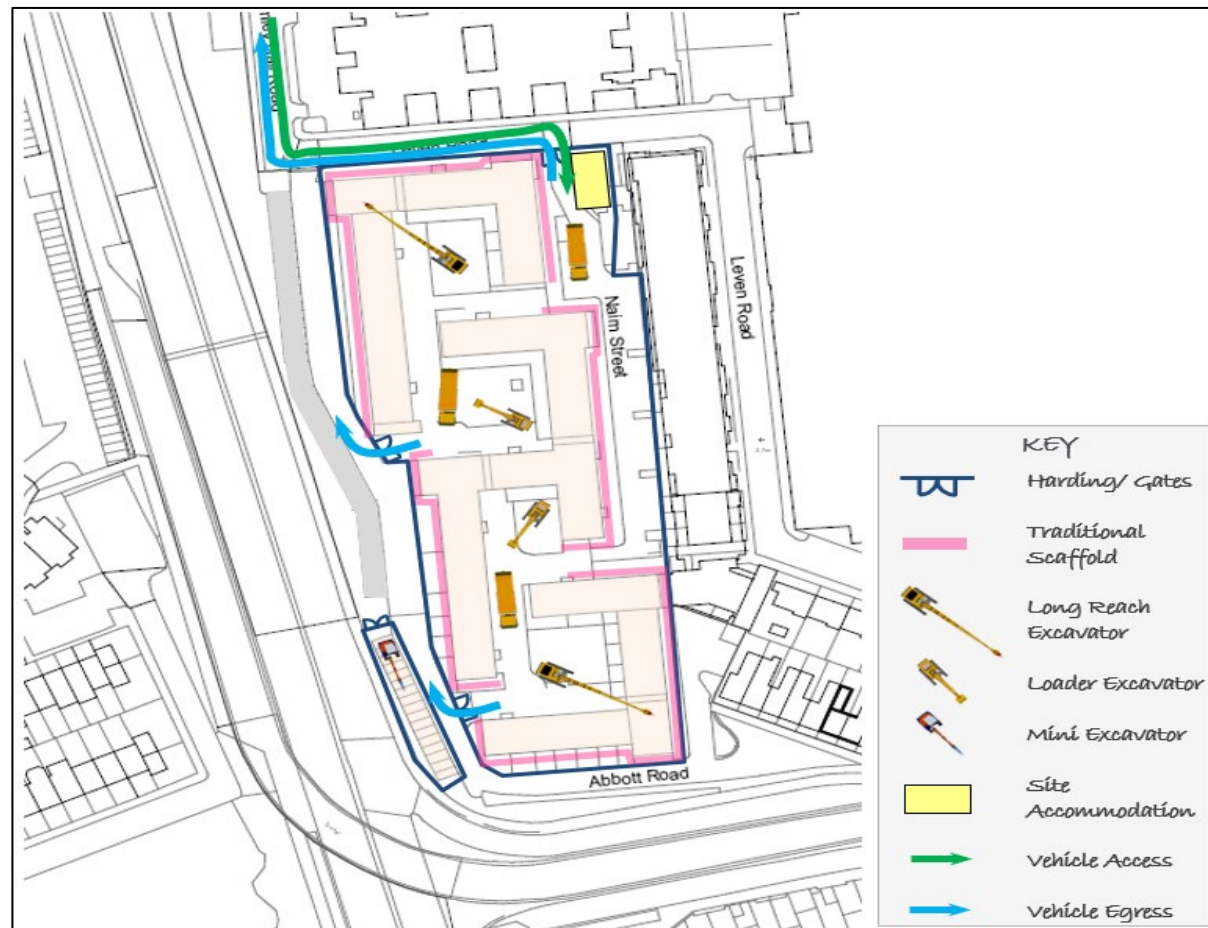 Naim Street
Leven Road
Abbott Road
KEY
Harding/ Gates
Traditional
Scaffold
Long Reach
Excavator
Loader Excavator
Mini Excavator
Site
Accommodation
Vehicle Access
Vehicle Egress